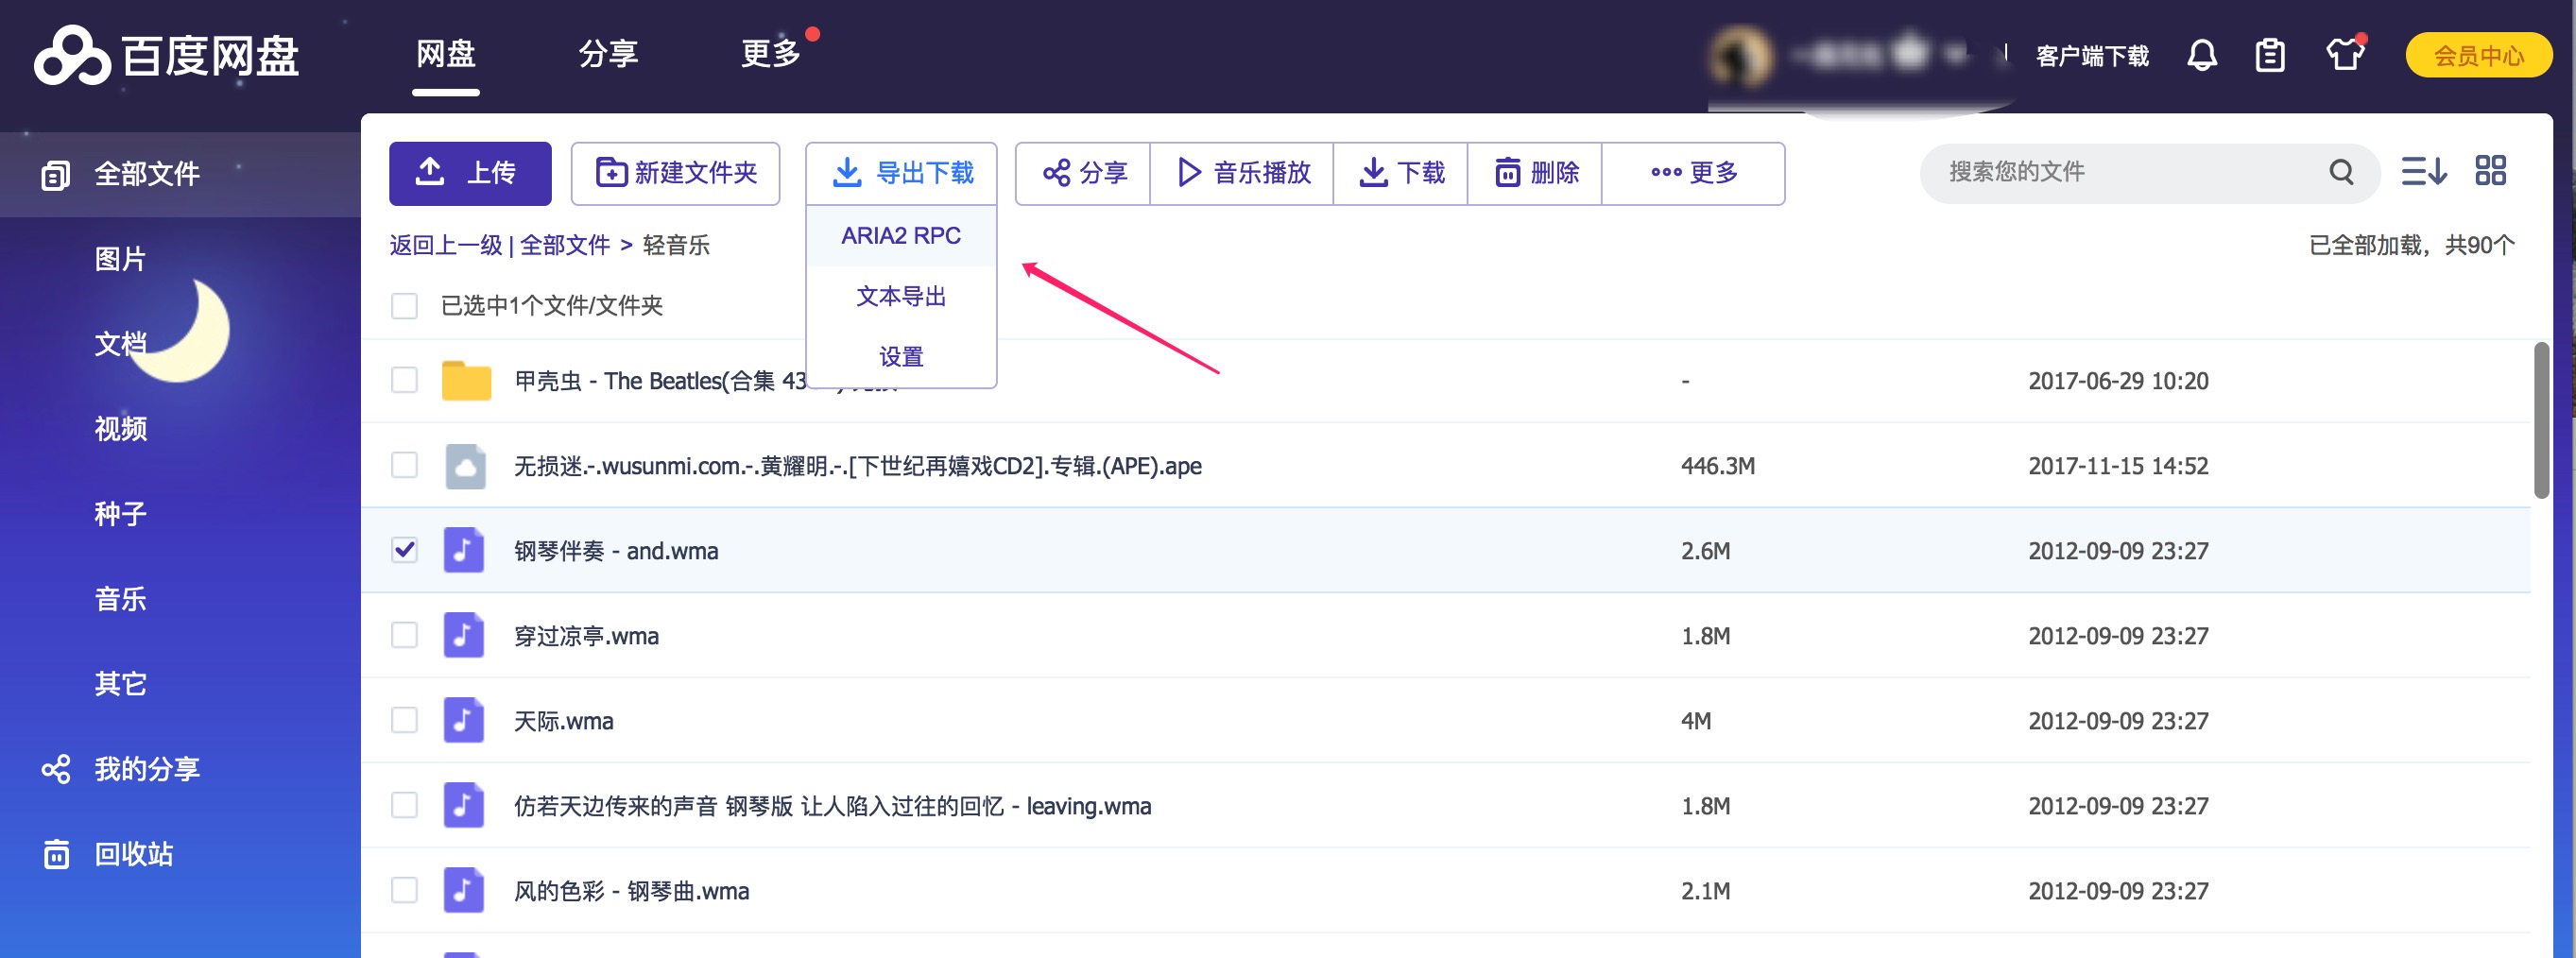 百度网盘
网盘 分享 更多
客户端下载 会员中心
全部文件
图片
文档
视频
种子
音乐
其它
我的分享
回收站
上传 新建文件夹 导出下载 分享 音乐播放 下载 删除 更多
搜索您的文件
ARIA2 RPC
文本导出
设置
返回上一级 | 全部文件 > 轻音乐
已全部加载，共90个
已选中1个文件/文件夹
甲壳虫 - The Beatles(合集 43 - 2017-06-29 10:20
无损迷.-.wusunmi.com.-.黄耀明.-.[下世纪再嬉戏CD2].专辑.(APE).ape 446.3M 2017-11-15 14:52
钢琴伴奏 - and.wma 2.6M 2012-09-09 23:27
穿过凉亭.wma 1.8M 2012-09-09 23:27
天际.wma 4M 2012-09-09 23:27
仿若天边传来的声音 钢琴版 让人陷入过往的回忆 - leaving.wma 1.8M 2012-09-09 23:27
风的色彩 - 钢琴曲.wma 2.1M 2012-09-09 23:27